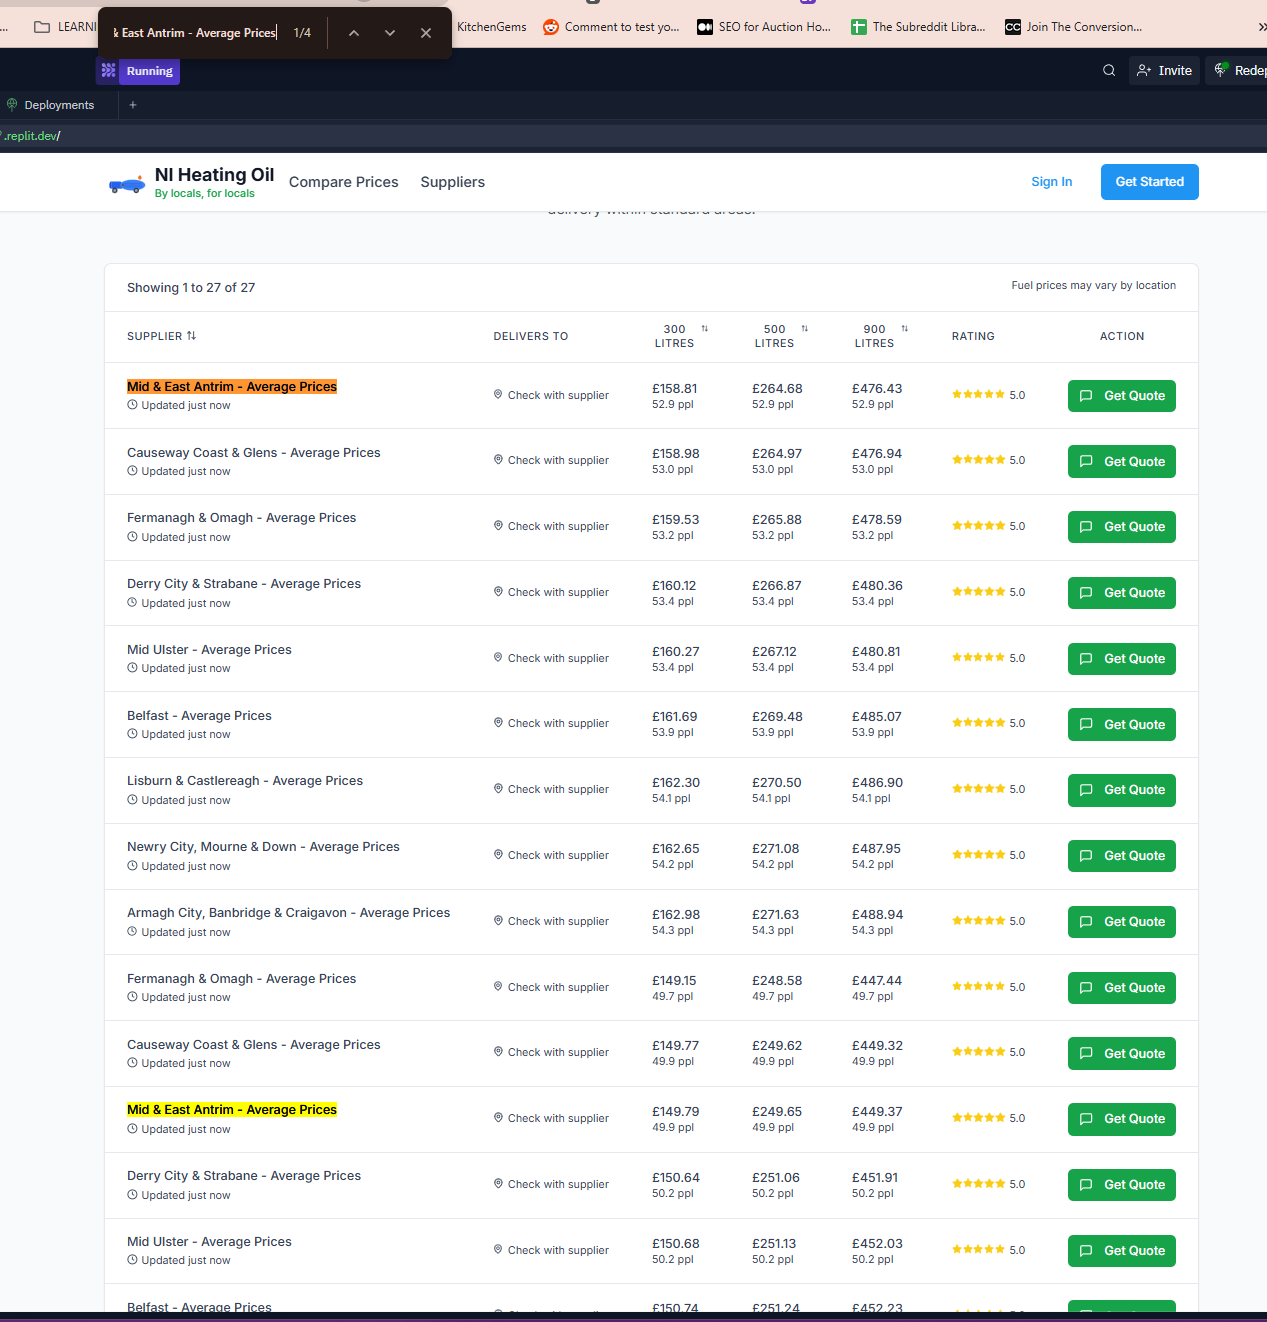 ... LEARNI
& East Antrim - Average Prices 1/4
KitchenGems Comment to test yo... SEO for Auction Ho... The Subreddit Libra... CC Join The Conversion... »
Running Invite Redep
Deployments +
.replit.dev/
NI Heating Oil
By locals, for locals
Compare Prices Suppliers Sign In Get Started
delivery within standard areas.
Showing 1 to 27 of 27 Fuel prices may vary by location
SUPPLIER DELIVERS TO 300 LITRES 500 LITRES 900 LITRES RATING ACTION
Mid & East Antrim - Average Prices
Updated just now
Check with supplier £158.81 £264.68 £476.43 5.0 Get Quote
52.9 ppl 52.9 ppl 52.9 ppl
Causeway Coast & Glens - Average Prices
Updated just now
Check with supplier £158.98 £264.97 £476.94 5.0 Get Quote
53.0 ppl 53.0 ppl 53.0 ppl
Fermanagh & Omagh - Average Prices
Updated just now
Check with supplier £159.53 £265.88 £478.59 5.0 Get Quote
53.2 ppl 53.2 ppl 53.2 ppl
Derry City & Strabane - Average Prices
Updated just now
Check with supplier £160.12 £266.87 £480.36 5.0 Get Quote
53.4 ppl 53.4 ppl 53.4 ppl
Mid Ulster - Average Prices
Updated just now
Check with supplier £160.27 £267.12 £480.81 5.0 Get Quote
53.4 ppl 53.4 ppl 53.4 ppl
Belfast - Average Prices
Updated just now
Check with supplier £161.69 £269.48 £485.07 5.0 Get Quote
53.9 ppl 53.9 ppl 53.9 ppl
Lisburn & Castlereagh - Average Prices
Updated just now
Check with supplier £162.30 £270.50 £486.90 5.0 Get Quote
54.1 ppl 54.1 ppl 54.1 ppl
Newry City, Mourne & Down - Average Prices
Updated just now
Check with supplier £162.65 £271.08 £487.95 5.0 Get Quote
54.2 ppl 54.2 ppl 54.2 ppl
Armagh City, Banbridge & Craigavon - Average Prices
Updated just now
Check with supplier £162.98 £271.63 £488.94 5.0 Get Quote
54.3 ppl 54.3 ppl 54.3 ppl
Fermanagh & Omagh - Average Prices
Updated just now
Check with supplier £149.15 £248.58 £447.44 5.0 Get Quote
49.7 ppl 49.7 ppl 49.7 ppl
Causeway Coast & Glens - Average Prices
Updated just now
Check with supplier £149.77 £249.62 £449.32 5.0 Get Quote
49.9 ppl 49.9 ppl 49.9 ppl
Mid & East Antrim - Average Prices
Updated just now
Check with supplier £149.79 £249.65 £449.37 5.0 Get Quote
49.9 ppl 49.9 ppl 49.9 ppl
Derry City & Strabane - Average Prices
Updated just now
Check with supplier £150.64 £251.06 £451.91 5.0 Get Quote
50.2 ppl 50.2 ppl 50.2 ppl
Mid Ulster - Average Prices
Updated just now
Check with supplier £150.68 £251.13 £452.03 5.0 Get Quote
50.2 ppl 50.2 ppl 50.2 ppl
Belfast - Average Prices £150.74 £251.24 £452.23